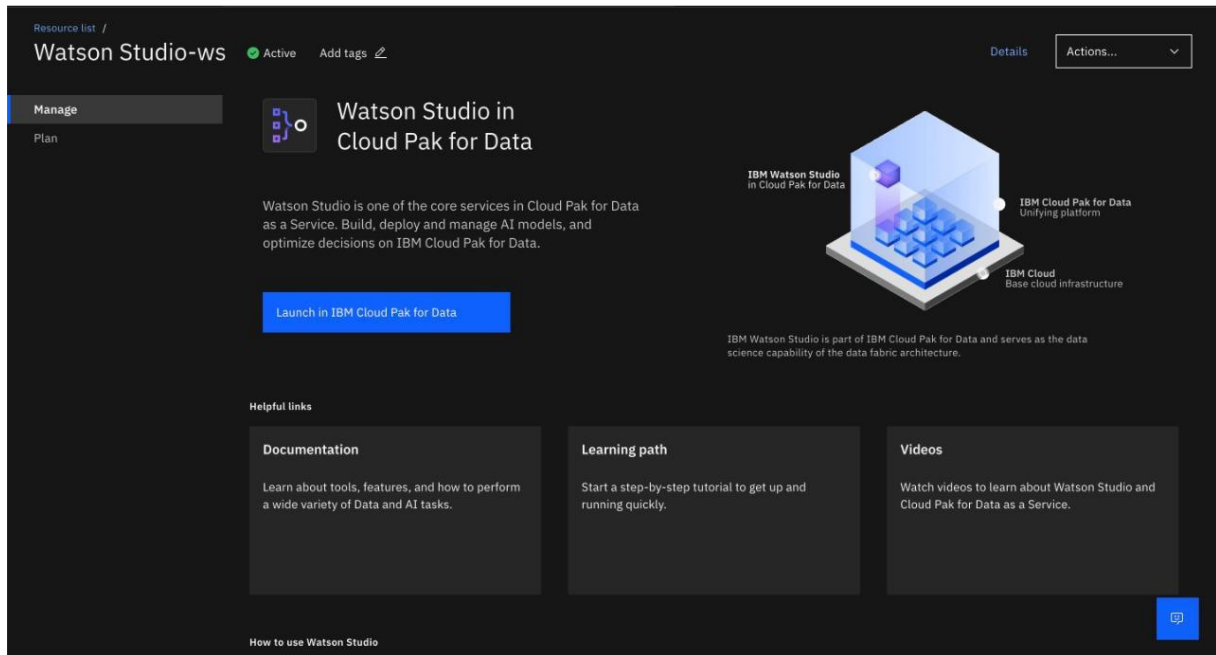 Resource list /
Watson Studio-ws
Active
Add tags
Details
Actions...
Manage
Plan
Watson Studio in
Cloud Pak for Data
Watson Studio is one of the core services in Cloud Pak for Data
as a Service. Build, deploy and manage AI models, and
optimize decisions on IBM Cloud Pak for Data.
Launch in IBM Cloud Pak for Data
IBM Watson Studio
in Cloud Pak for Data
IBM Cloud Pak for Data
Unifying platform
IBM Cloud
Base cloud infrastructure
IBM Watson Studio is part of IBM Cloud Pak for Data and serves as the data
science capability of the data fabric architecture.
Helpful links
Documentation
Learn about tools, features, and how to perform
a wide variety of Data and AI tasks.
Learning path
Start a step-by-step tutorial to get up and
running quickly.
Videos
Watch videos to learn about Watson Studio and
Cloud Pak for Data as a Service.
How to use Watson Studio